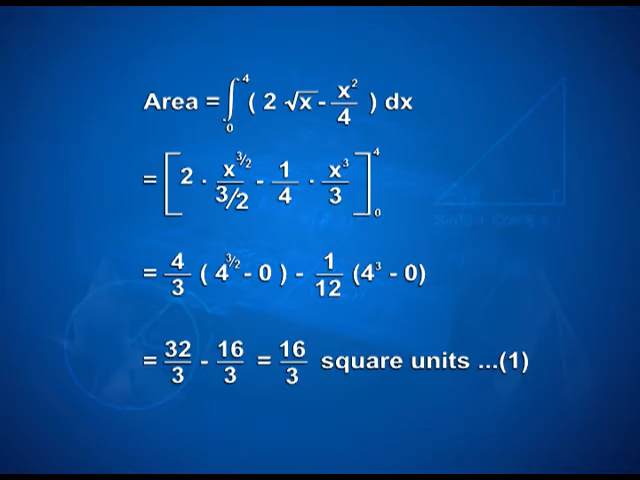 Area = ∫₀⁴ ( 2 √x - x²/4 ) dx
= [ 2 · x^3/2 / 3/2 - 1/4 · x³/3 ]₀⁴
= 4/3 ( 4^3/2 - 0 ) - 1/12 (4³ - 0)
= 32/3 - 16/3 = 16/3 square units ...(1)